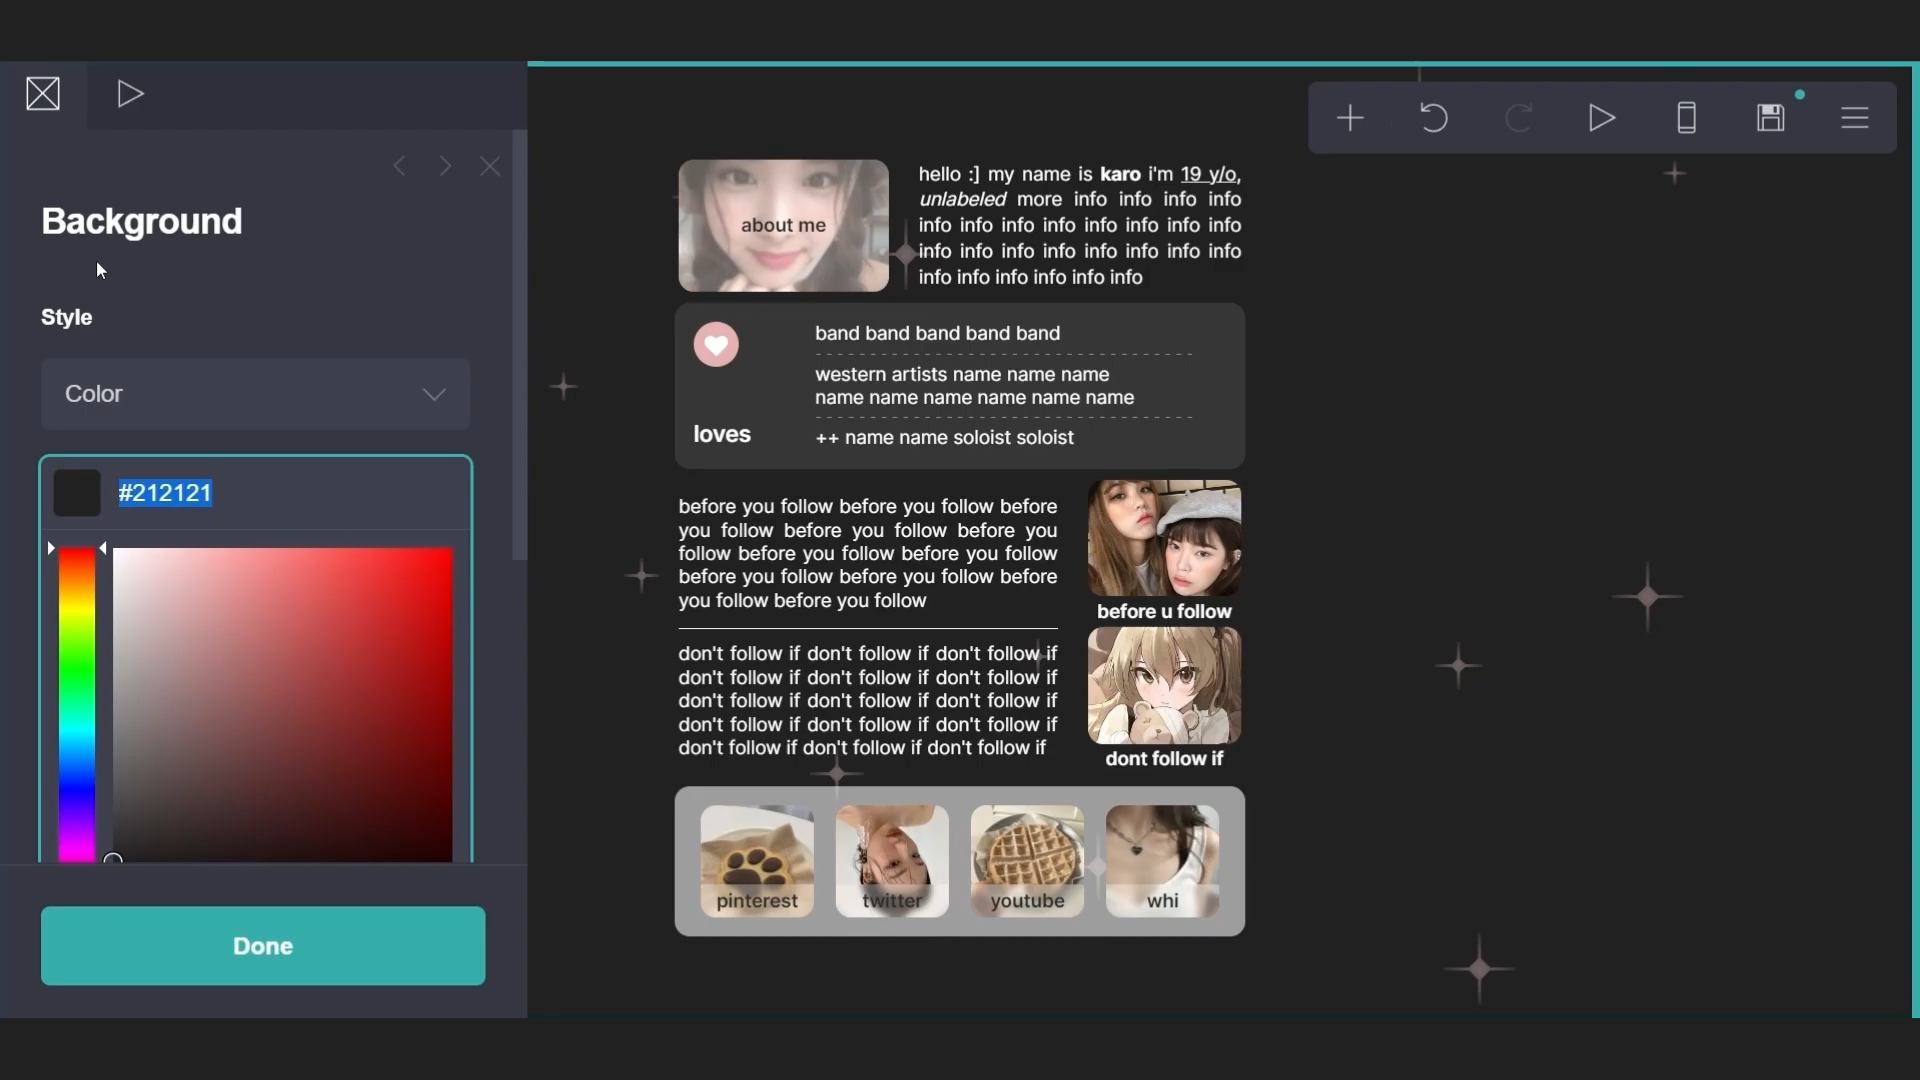 Background
Style
Color
#212121
Done
about me
hello :] my name is karo i'm 19 y/o,
unlabeled more info info info info
info info info info info info info info
info info info info info info info info
info info info info info info
loves
band band band band band
western artists name name name
name name name name name name
++ name name soloist soloist
before you follow before you follow before
you follow before you follow before you
follow before you follow before you follow
before you follow before you follow before
you follow before you follow
before u follow
don't follow if don't follow if don't follow if
don't follow if don't follow if don't follow if
don't follow if don't follow if don't follow if
don't follow if don't follow if don't follow if
don't follow if don't follow if don't follow if
dont follow if
pinterest
twitter
youtube
whi